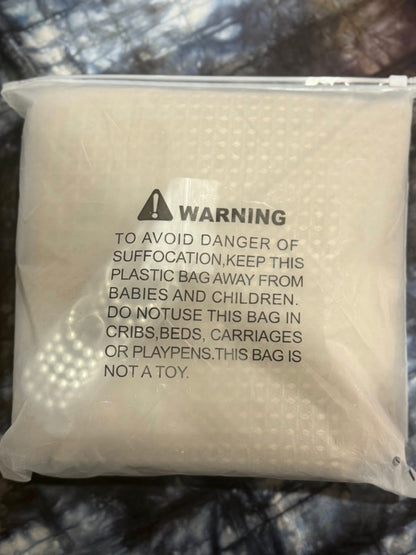 WARNING
TO AVOID DANGER OF
SUFFOCATION,KEEP THIS
PLASTIC BAG AWAY FROM
BABIES AND CHILDREN.
DO NOTUSE THIS BAG IN
CRIBS,BEDS, CARRIAGES
OR PLAYPENS.THIS BAG IS
NOT A TOY.